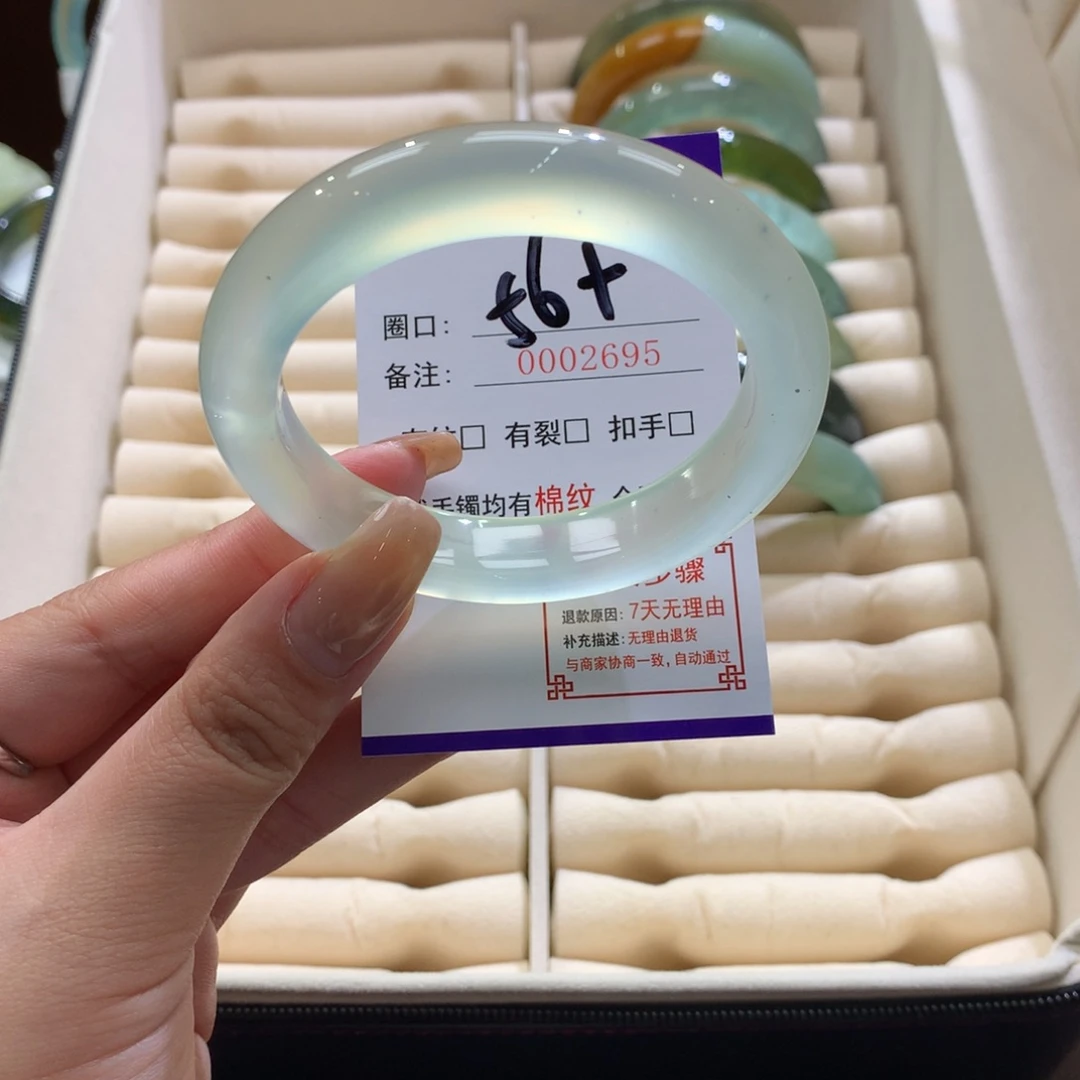 圈口： 56+
备注： 0002695
□ 有裂□ 扣手□
手镯均有棉纹
步骤
退款原因：7天无理由
补充描述：无理由退货
与商家协商一致，自动通过